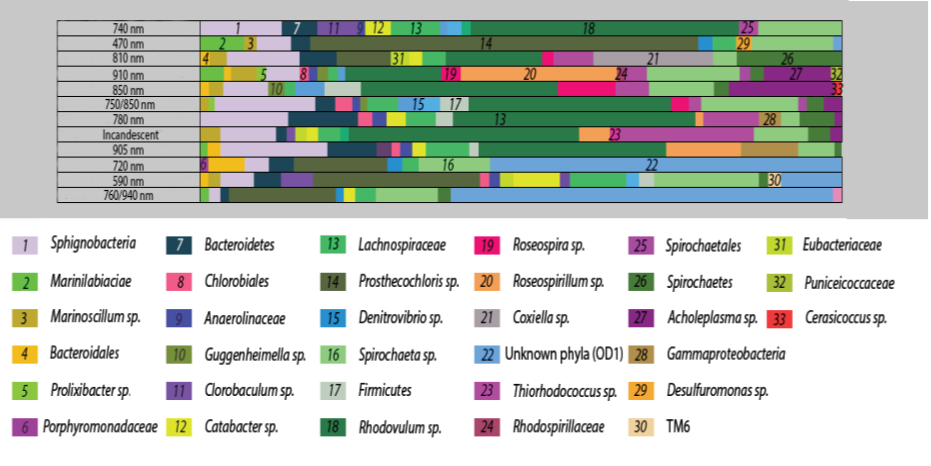 740 nm 1 7 11 9 12 13 18 25
470 nm 2 3 14 29
810 nm 4 31 21 26
910 nm 5 8 19 20 24 27 32
850 nm 10 33
750/850 nm 15 17
780 nm 13 28
Incandescent 23
905 nm
720 nm 6 16 22
590 nm 30
760/940 nm
1 Sphignobacteria 7 Bacteroidetes 13 Lachnospiraceae 19 Roseospira sp. 25 Spirochaetales 31 Eubacteriaceae
2 Marinilabiaciae 8 Chlorobiales 14 Prosthecochloris sp. 20 Roseospirillum sp. 26 Spirochaetes 32 Puniceicoccaceae
3 Marinoscillum sp. 9 Anaerolinaceae 15 Denitrovibrio sp. 21 Coxiella sp. 27 Acholeplasma sp. 33 Cerasicoccus sp.
4 Bacteroidales 10 Guggenheimella sp. 16 Spirochaeta sp. 22 Unknown phyla (OD1) 28 Gammaproteobacteria
5 Prolixibacter sp. 11 Clorobaculum sp. 17 Firmicutes 23 Thiorhodococcus sp. 29 Desulfuromonas sp.
6 Porphyromonadaceae 12 Catabacter sp. 18 Rhodovulum sp. 24 Rhodospirillaceae 30 TM6